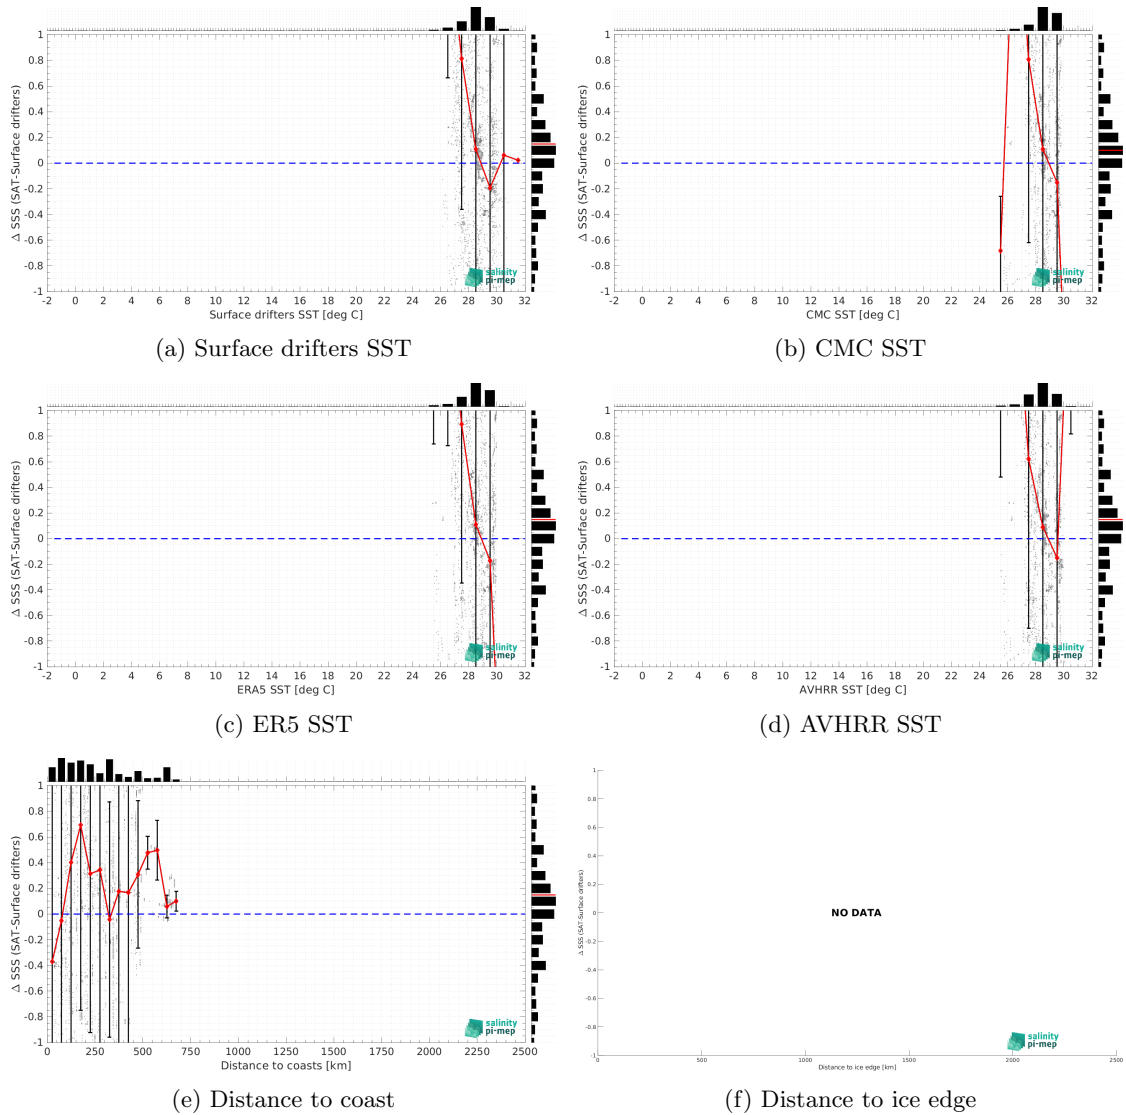 1
0.8
0.6
0.4
0.2
0
-0.2
-0.4
-0.6
-0.8
-1
Δ SSS (SAT-Surface drifters)
-2 0 2 4 6 8 10 12 14 16 18 20 22 24 26 28 30 32
Surface drifters SST [deg C]
salinity
pi-mep
(a) Surface drifters SST
1
0.8
0.6
0.4
0.2
0
-0.2
-0.4
-0.6
-0.8
-1
Δ SSS (SAT-Surface drifters)
-2 0 2 4 6 8 10 12 14 16 18 20 22 24 26 28 30 32
CMC SST [deg C]
salinity
pi-mep
(b) CMC SST
1
0.8
0.6
0.4
0.2
0
-0.2
-0.4
-0.6
-0.8
-1
Δ SSS (SAT-Surface drifters)
-2 0 2 4 6 8 10 12 14 16 18 20 22 24 26 28 30 32
ERA5 SST [deg C]
salinity
pi-mep
(c) ER5 SST
1
0.8
0.6
0.4
0.2
0
-0.2
-0.4
-0.6
-0.8
-1
Δ SSS (SAT-Surface drifters)
-2 0 2 4 6 8 10 12 14 16 18 20 22 24 26 28 30 32
AVHRR SST [deg C]
salinity
pi-mep
(d) AVHRR SST
1
0.8
0.6
0.4
0.2
0
-0.2
-0.4
-0.6
-0.8
-1
Δ SSS (SAT-Surface drifters)
0 250 500 750 1000 1250 1500 1750 2000 2250 2500
Distance to coasts [km]
salinity
pi-mep
(e) Distance to coast
1
0.8
0.6
0.4
0.2
0
-0.2
-0.4
-0.6
-0.8
-1
Δ SSS (SAT-Surface drifters)
NO DATA
0 500 1000 1500 2000 2500
Distance to ice edge [km]
salinity
pi-mep
(f) Distance to ice edge